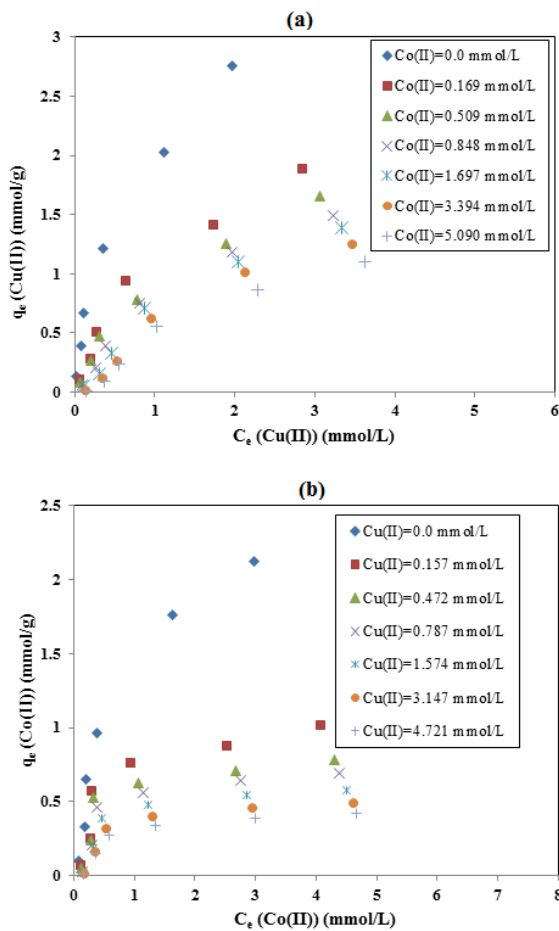 (a)
3
2.5
2
1.5
1
0.5
0
0
1
2
3
4
5
6
qe (Cu(II)) (mmol/g)
Ce (Cu(II)) (mmol/L)
Co(II)=0.0 mmol/L
Co(II)=0.169 mmol/L
Co(II)=0.509 mmol/L
Co(II)=0.848 mmol/L
Co(II)=1.697 mmol/L
Co(II)=3.394 mmol/L
Co(II)=5.090 mmol/L
(b)
2.5
2
1.5
1
0.5
0
0
1
2
3
4
5
6
7
8
qe (Co(II)) (mmol/g)
Ce (Co(II)) (mmol/L)
Cu(II)=0.0 mmol/L
Cu(II)=0.157 mmol/L
Cu(II)=0.472 mmol/L
Cu(II)=0.787 mmol/L
Cu(II)=1.574 mmol/L
Cu(II)=3.147 mmol/L
Cu(II)=4.721 mmol/L